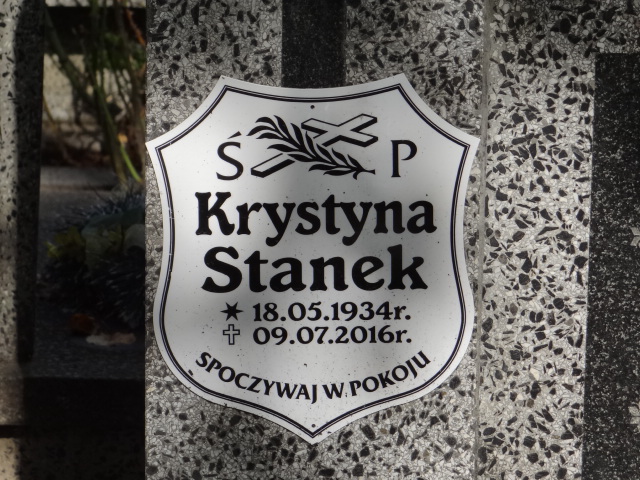 Ś P
Krystyna
Stanek
18.05.1934r.
09.07.2016r.
SPOCZYWAJ W POKOJU